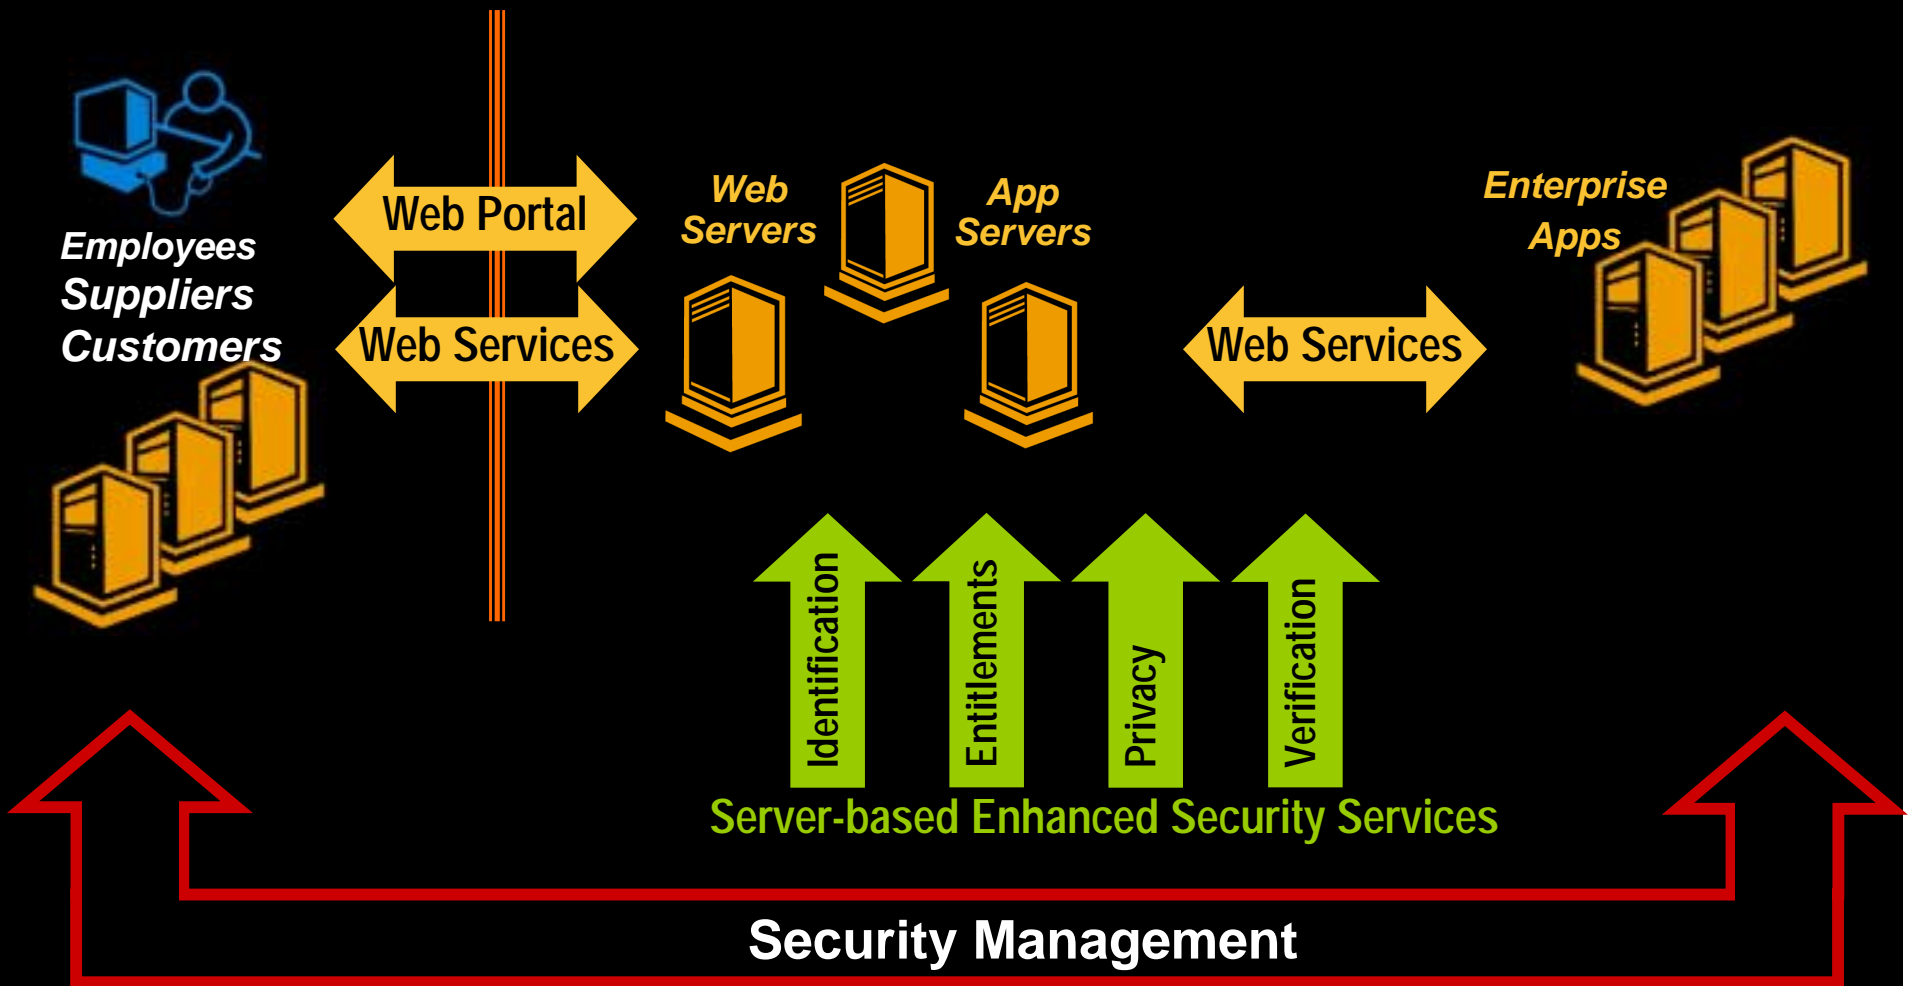 Employees
Suppliers
Customers
Web Portal
Web Services
Web
Servers
App
Servers
Web Services
Enterprise
Apps
Identification
Entitlements
Privacy
Verification
Server-based Enhanced Security Services
Security Management